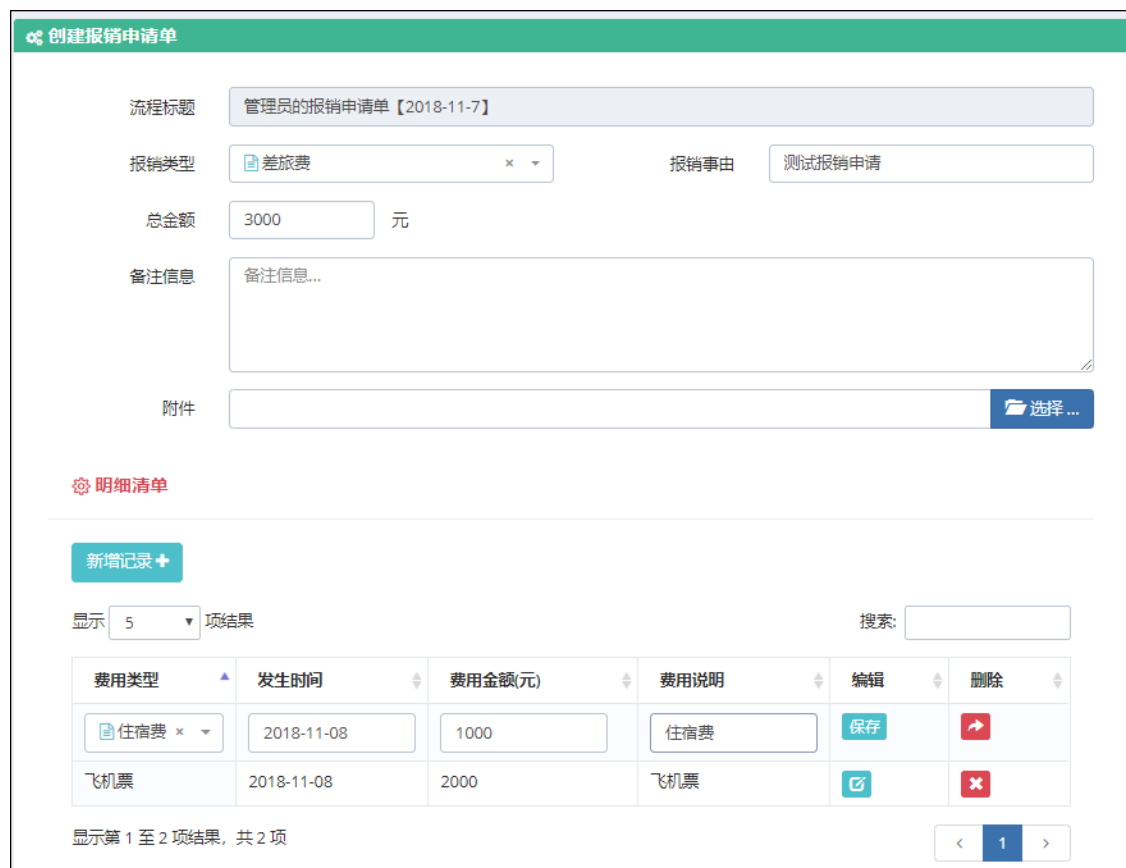 创建报销申请单
流程标题 管理员的报销申请单【2018-11-7】
报销类型 差旅费 × 报销事由 测试报销申请
总金额 3000 元
备注信息 备注信息...
附件 选择 ...
明细清单
新增记录
显示 5 项结果 搜索:
费用类型 发生时间 费用金额(元) 费用说明 编辑 删除
住宿费 × 2018-11-08 1000 住宿费 保存
飞机票 2018-11-08 2000 飞机票
显示第 1 至 2 项结果，共 2 项 < 1 >